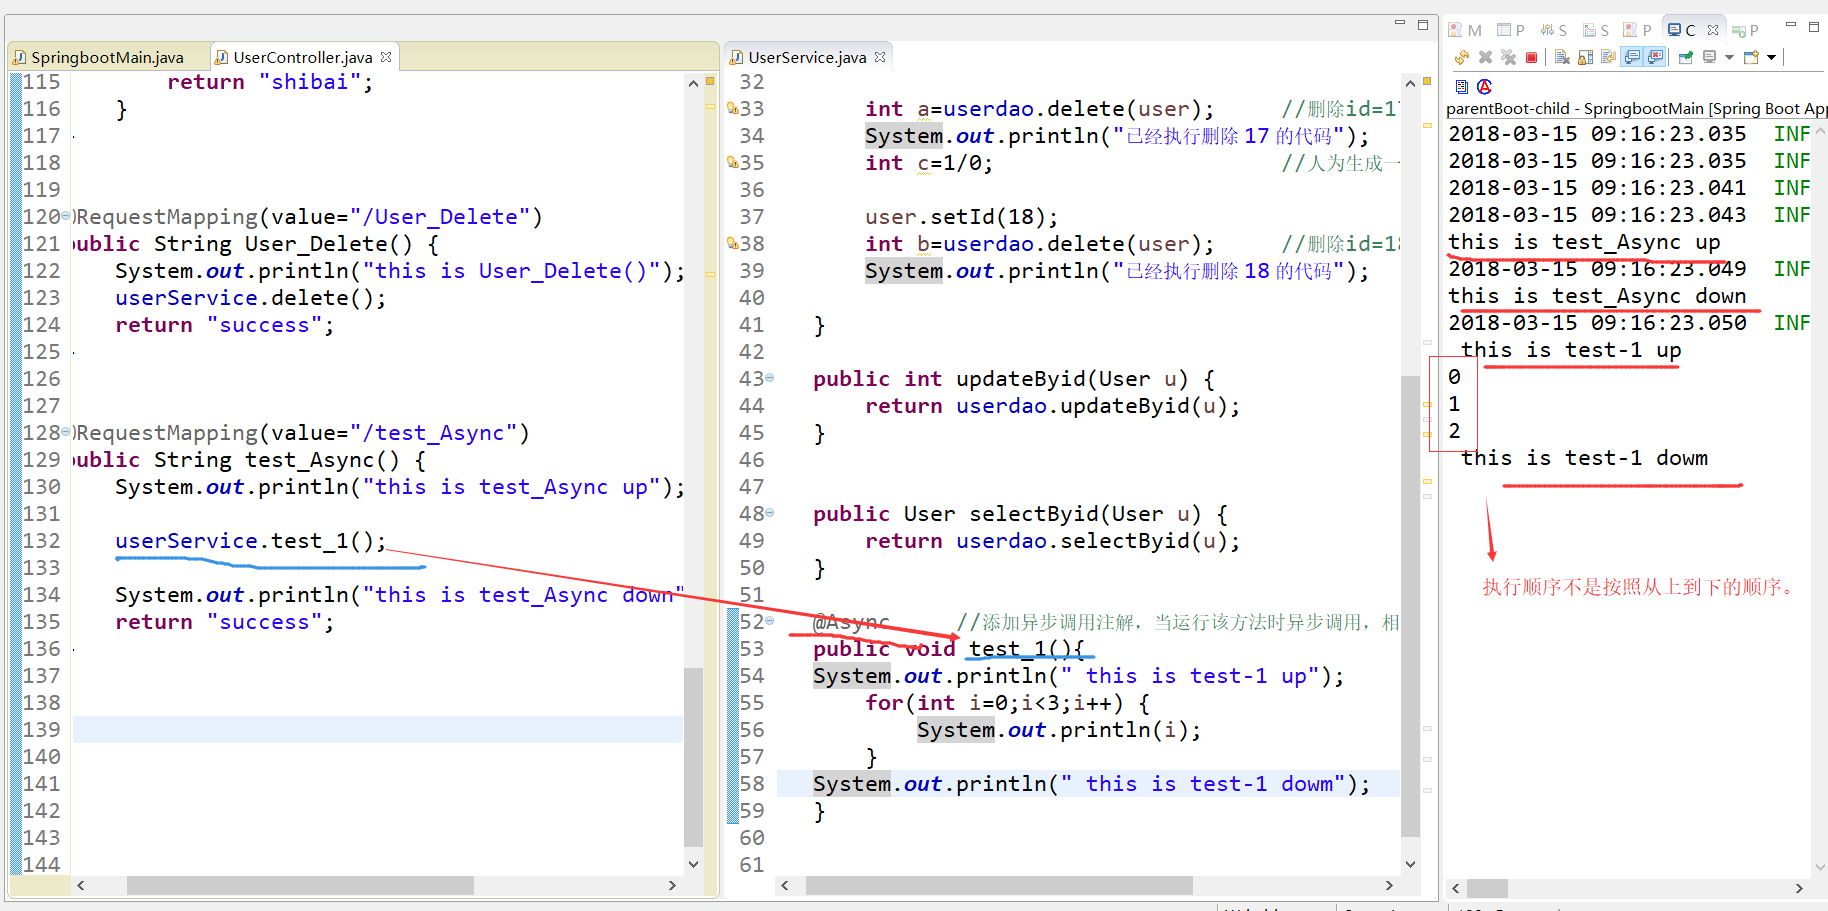 SpringbootMain.java
UserController.java
115 return "shibai";
116 }
117
118
119
120 RequestMapping(value="/User_Delete")
121 ublic String User_Delete() {
122 System.out.println("this is User_Delete()");
123 userService.delete();
124 return "success";
125
126
127
128 RequestMapping(value="/test_Async")
129 ublic String test_Async() {
130 System.out.println("this is test_Async up");
131
132 userService.test_1();
133
134 System.out.println("this is test_Async down"
135 return "success";
136
137
138
139
140
141
142
143
144
UserService.java
32
33 int a=userdao.delete(user); //删除id=17
34 System.out.println("已经执行删除17的代码");
35 int c=1/0; //人为生成一
36
37 user.setId(18);
38 int b=userdao.delete(user); //删除id=18
39 System.out.println("已经执行删除18的代码");
40
41 }
42
43 public int updateByid(User u) {
44 return userdao.updateByid(u);
45 }
46
47
48 public User selectByid(User u) {
49 return userdao.selectByid(u);
50 }
51
52 @Async //添加异步调用注解，当运行该方法时异步调用，相
53 public void test_1(){
54 System.out.println(" this is test-1 up");
55 for(int i=0;i<3;i++) {
56 System.out.println(i);
57 }
58 System.out.println(" this is test-1 dowm");
59 }
60
61
M P S S P C P
parentBoot-child - SpringbootMain [Spring Boot App
2018-03-15 09:16:23.035 INF
2018-03-15 09:16:23.035 INF
2018-03-15 09:16:23.041 INF
2018-03-15 09:16:23.043 INF
this is test_Async up
2018-03-15 09:16:23.049 INF
this is test_Async down
2018-03-15 09:16:23.050 INF
this is test-1 up
0
1
2
this is test-1 dowm
执行顺序不是按照从上到下的顺序。